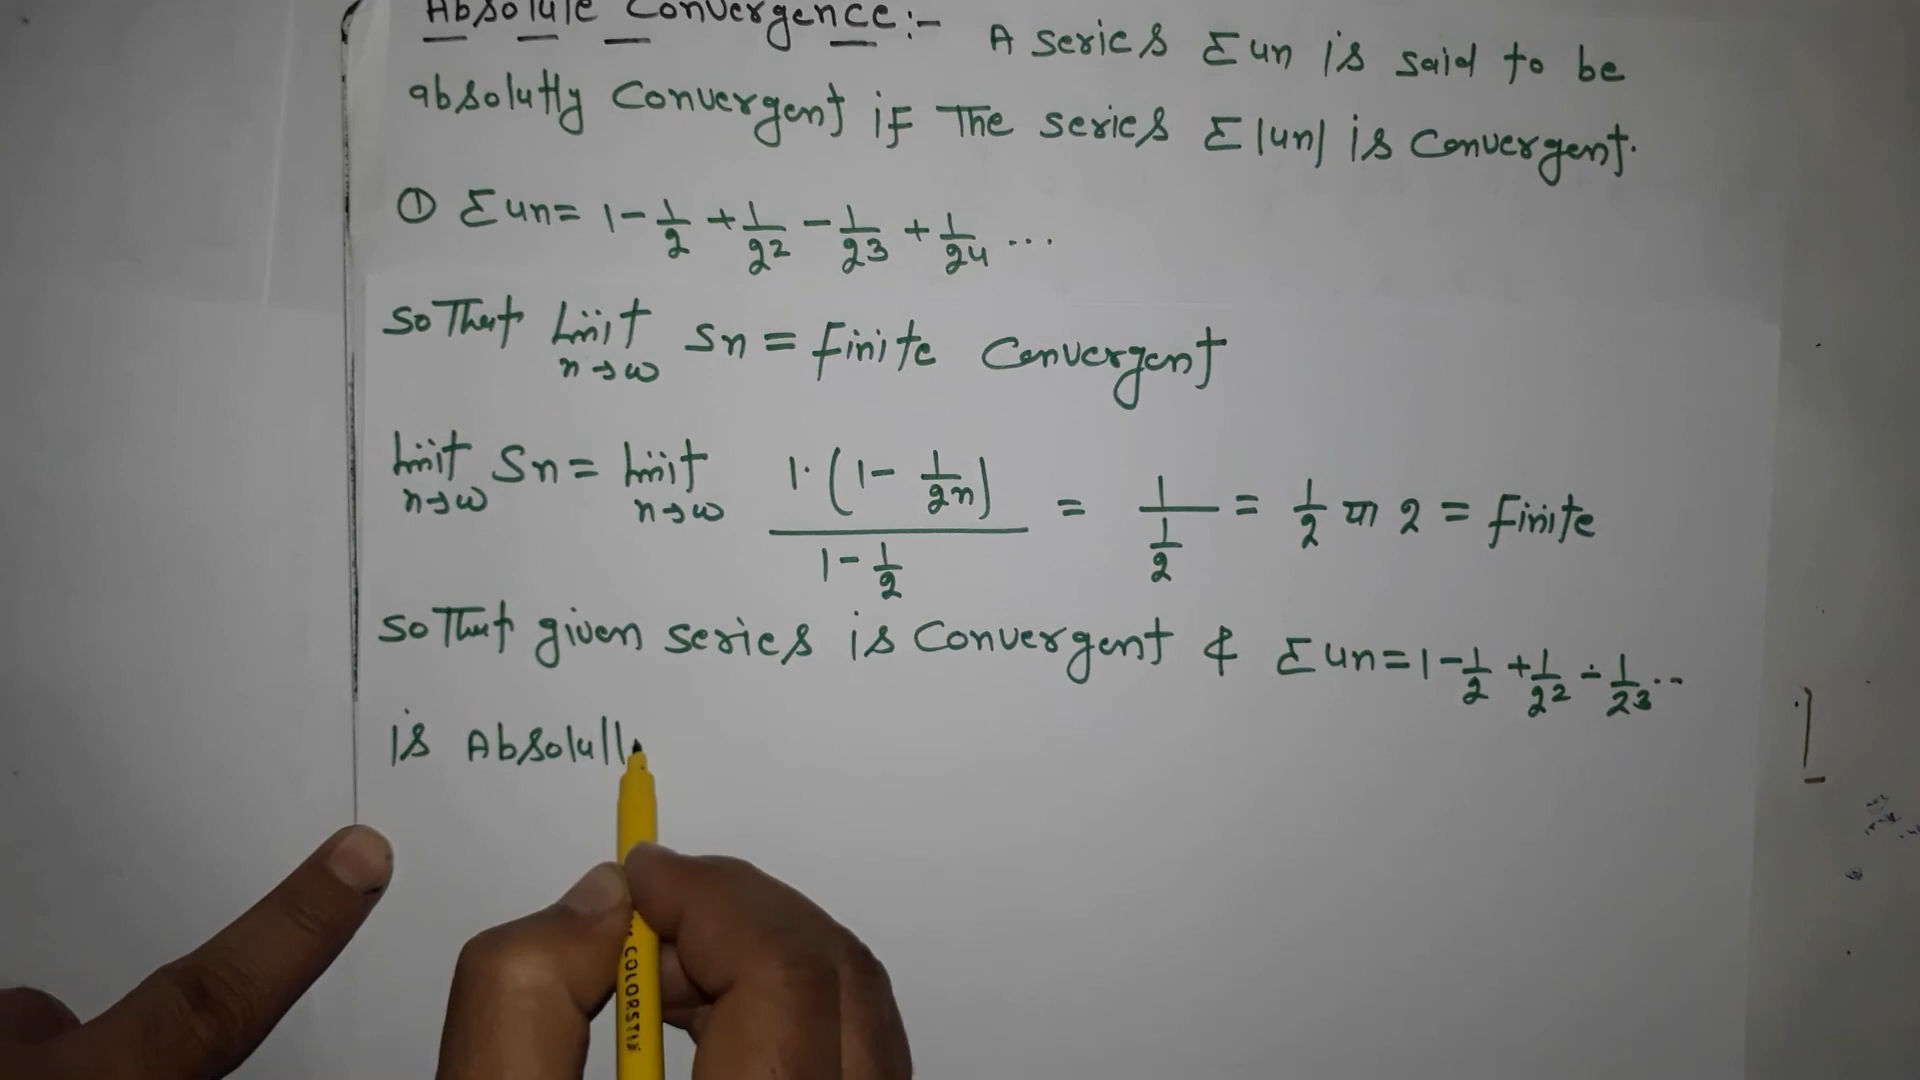 Absolute Convergence:- A series Σun is said to be
absolutly Convergent if The series Σ|un| is Convergent.
① Σun= 1-1/2+1/2²-1/2³+1/2⁴...
so That Limit n→∞ Sn = finite Convergent
Limit n→∞ Sn = Limit n→∞ 1.(1-1/2n)/(1-1/2) = 1/(1/2) = 1/2 या 2 = finite
so That given series is Convergent & Σun=1-1/2+1/2²-1/2³..
is Absolutl
COLORSTIX